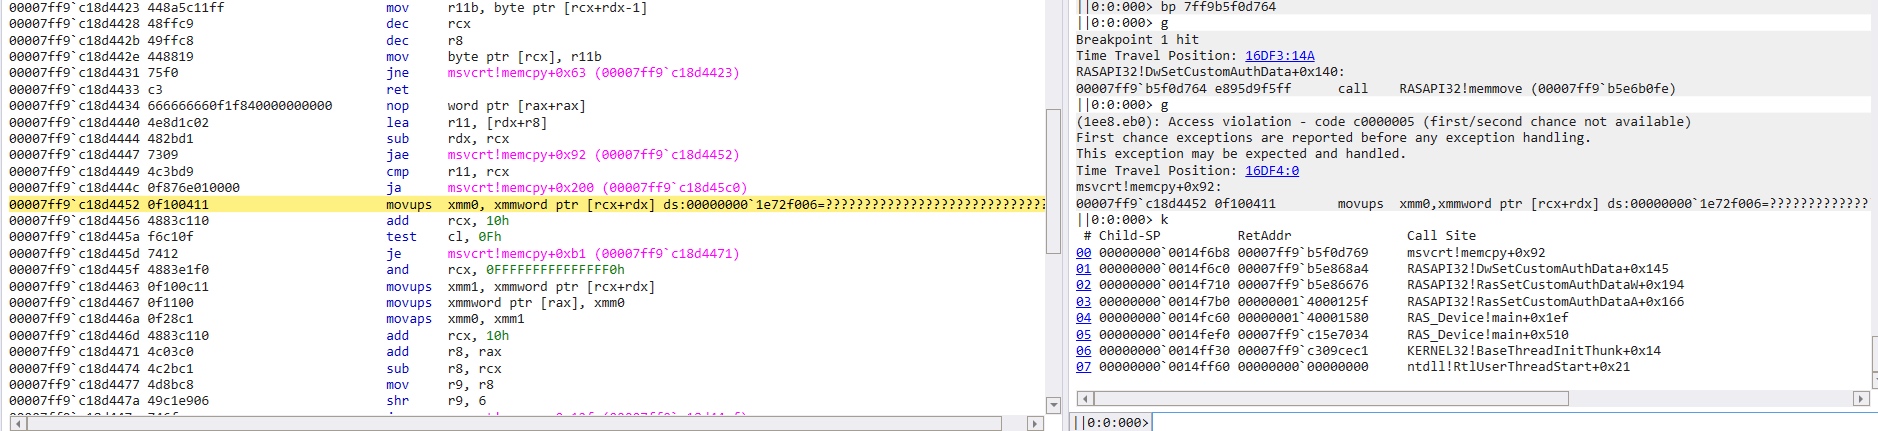 00007ff9`c18d4423 448a5c11ff mov r11b, byte ptr [rcx+rdx-1]
00007ff9`c18d4428 48ffc9 dec rcx
00007ff9`c18d442b 49ffc8 dec r8
00007ff9`c18d442e 448819 mov byte ptr [rcx], r11b
00007ff9`c18d4431 75f0 jne msvcrt!memcpy+0x63 (00007ff9`c18d4423)
00007ff9`c18d4433 c3 ret
00007ff9`c18d4434 666666660f1f840000000000 nop word ptr [rax+rax]
00007ff9`c18d4440 4e8d1c02 lea r11, [rdx+r8]
00007ff9`c18d4444 482bd1 sub rdx, rcx
00007ff9`c18d4447 7309 jae msvcrt!memcpy+0x92 (00007ff9`c18d4452)
00007ff9`c18d4449 4c3bd9 cmp r11, rcx
00007ff9`c18d444c 0f876e010000 ja msvcrt!memcpy+0x200 (00007ff9`c18d45c0)
00007ff9`c18d4452 0f100411 movups xmm0, xmmword ptr [rcx+rdx] ds:00000000`1e72f006=?????????????????????????????
00007ff9`c18d4456 4883c110 add rcx, 10h
00007ff9`c18d445a f6c10f test cl, 0Fh
00007ff9`c18d445d 7412 je msvcrt!memcpy+0xb1 (00007ff9`c18d4471)
00007ff9`c18d445f 4883e1f0 and rcx, 0FFFFFFFFFFFFFFF0h
00007ff9`c18d4463 0f100c11 movups xmm1, xmmword ptr [rcx+rdx]
00007ff9`c18d4467 0f1100 movups xmmword ptr [rax], xmm0
00007ff9`c18d446a 0f28c1 movaps xmm0, xmm1
00007ff9`c18d446d 4883c110 add rcx, 10h
00007ff9`c18d4471 4c03c0 add r8, rax
00007ff9`c18d4474 4c2bc1 sub r8, rcx
00007ff9`c18d4477 4d8bc8 mov r9, r8
00007ff9`c18d447a 49c1e906 shr r9, 6
||0:0:000> bp 7ff9b5f0d764
||0:0:000> g
Breakpoint 1 hit
Time Travel Position: 16DF3:14A
RASAPI32!DwSetCustomAuthData+0x140:
00007ff9`b5f0d764 e895d9f5ff call RASAPI32!memmove (00007ff9`b5e6b0fe)
||0:0:000> g
(1ee8.eb0): Access violation - code c0000005 (first/second chance not available)
First chance exceptions are reported before any exception handling.
This exception may be expected and handled.
Time Travel Position: 16DF4:0
msvcrt!memcpy+0x92:
00007ff9`c18d4452 0f100411 movups xmm0,xmmword ptr [rcx+rdx] ds:00000000`1e72f006=?????????????
||0:0:000> k
# Child-SP RetAddr Call Site
00 00000000`0014f6b8 00007ff9`b5f0d769 msvcrt!memcpy+0x92
01 00000000`0014f6c0 00007ff9`b5e868a4 RASAPI32!DwSetCustomAuthData+0x145
02 00000000`0014f710 00007ff9`b5e86676 RASAPI32!RasSetCustomAuthDataW+0x194
03 00000000`0014f7b0 00000001`4000125f RASAPI32!RasSetCustomAuthDataA+0x166
04 00000000`0014fc60 00000001`40001580 RAS_Device!main+0x1ef
05 00000000`0014fef0 00007ff9`c15e7034 RAS_Device!main+0x510
06 00000000`0014ff30 00007ff9`c309cec1 KERNEL32!BaseThreadInitThunk+0x14
07 00000000`0014ff60 00000000`00000000 ntdll!RtlUserThreadStart+0x21
||0:0:000>